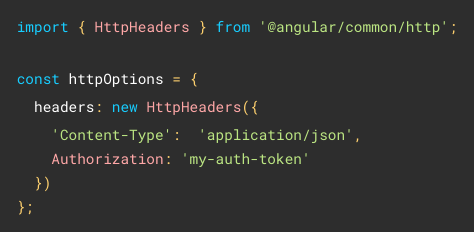 import { HttpHeaders } from '@angular/common/http';
const httpOptions = {
headers: new HttpHeaders({
'Content-Type':  'application/json',
Authorization: 'my-auth-token'
})
};